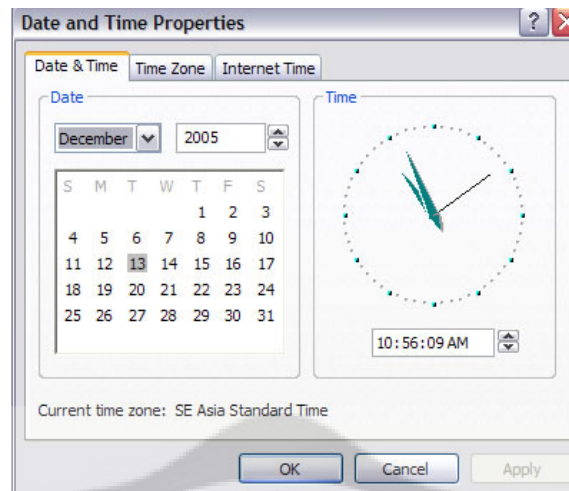 Date and Time Properties
?
Date & Time Time Zone Internet Time
Date
Time
December 2005
S M T W T F S
1 2 3
4 5 6 7 8 9 10
11 12 13 14 15 16 17
18 19 20 21 22 23 24
25 26 27 28 29 30 31
10:56:09 AM
Current time zone: SE Asia Standard Time
OK Cancel Apply